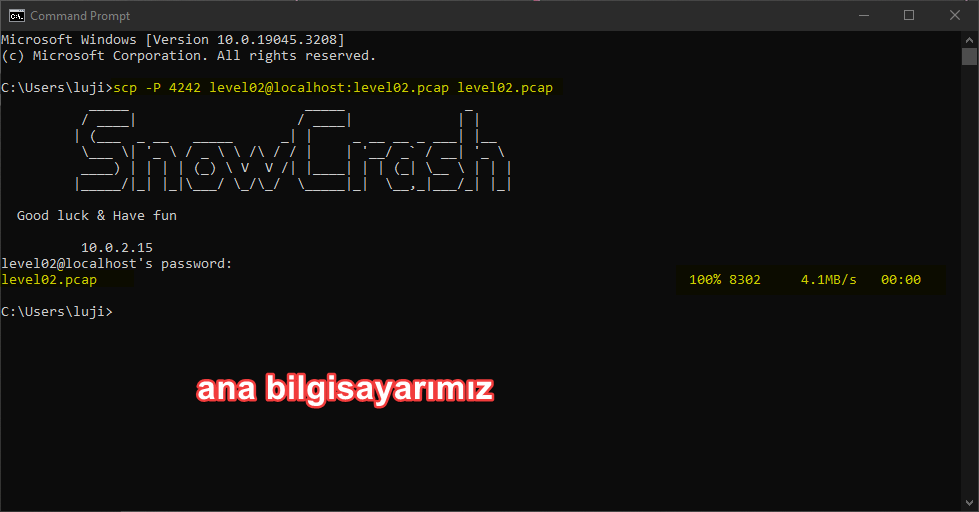 Command Prompt
Microsoft Windows [Version 10.0.19045.3208]
(c) Microsoft Corporation. All rights reserved.
C:\Users\luji>scp -P 4242 level02@localhost:level02.pcap level02.pcap
SnowCrash
Good luck & Have fun
10.0.2.15
level02@localhost's password:
level02.pcap 100% 8302 4.1MB/s 00:00
C:\Users\luji>
ana bilgisayarımız